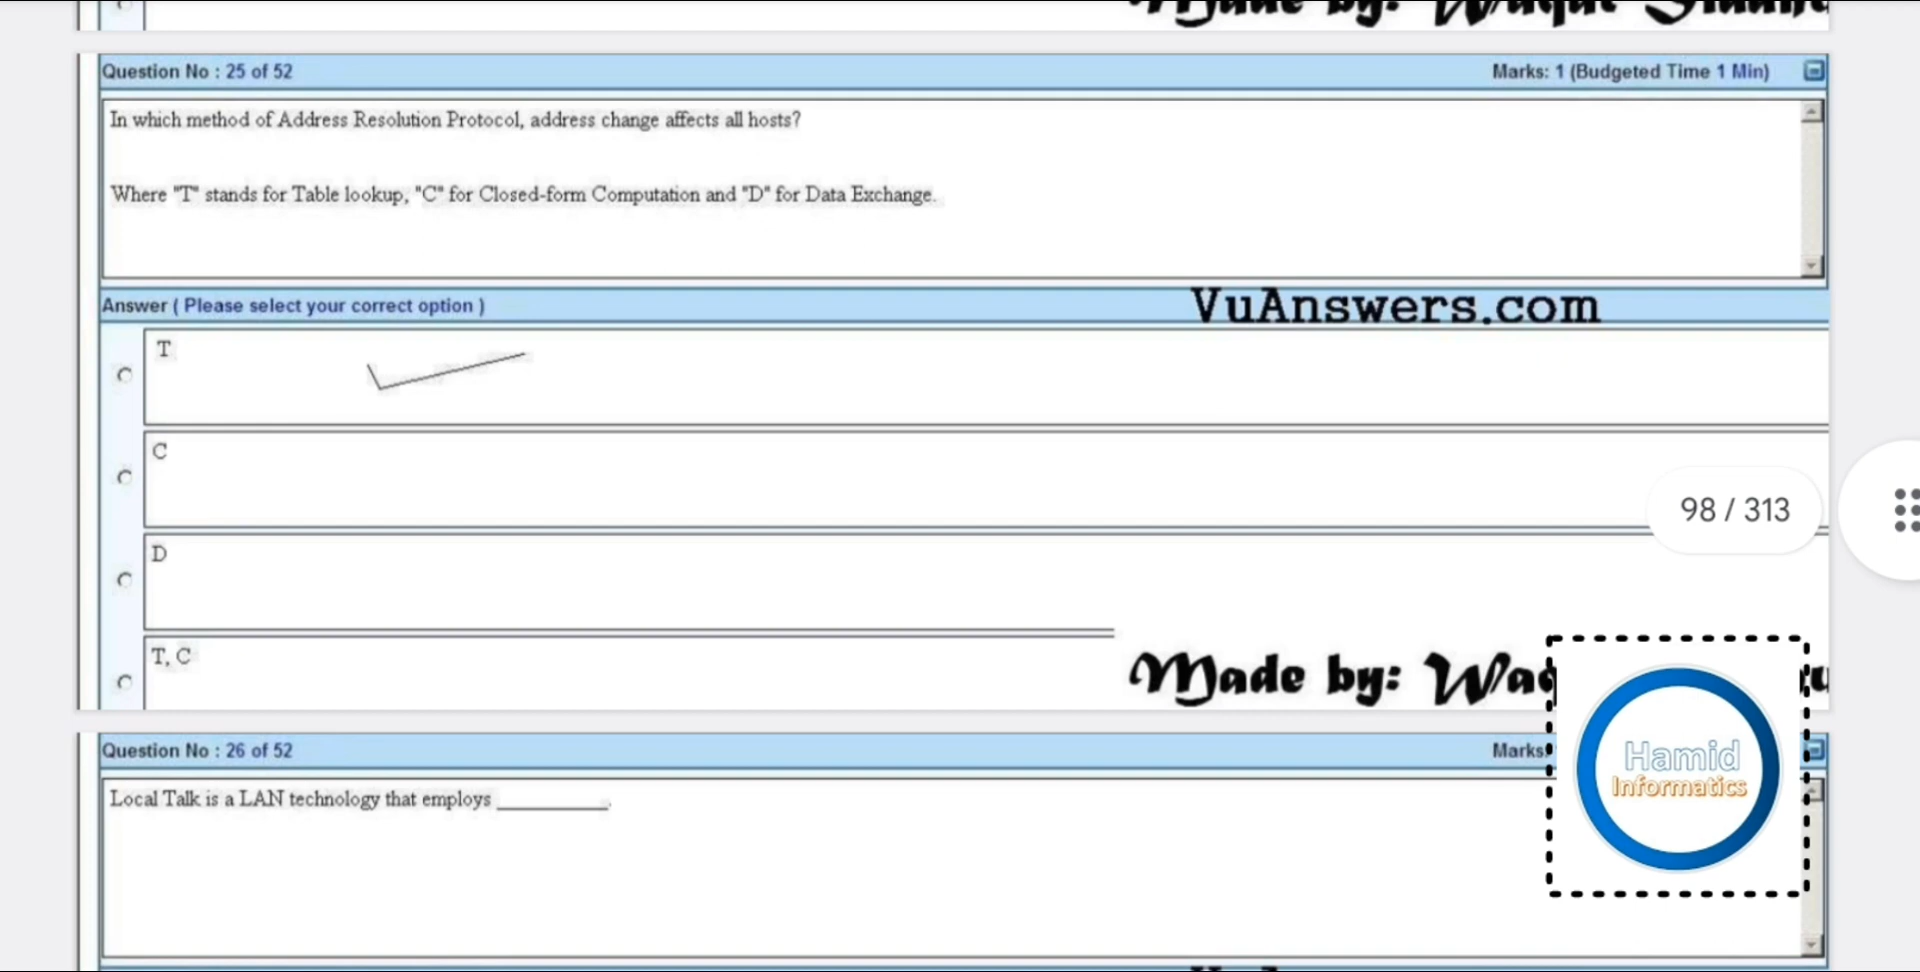 Question No : 25 of 52 Marks: 1 (Budgeted Time 1 Min)
In which method of Address Resolution Protocol, address change affects all hosts?
Where "T" stands for Table lookup, "C" for Closed-form Computation and "D" for Data Exchange.
Answer ( Please select your correct option )
VuAnswers.com
T
C
98 / 313
D
T, C
Made by:
Question No : 26 of 52 Marks:
Hamid
Informatics
Local Talk is a LAN technology that employs ___________.